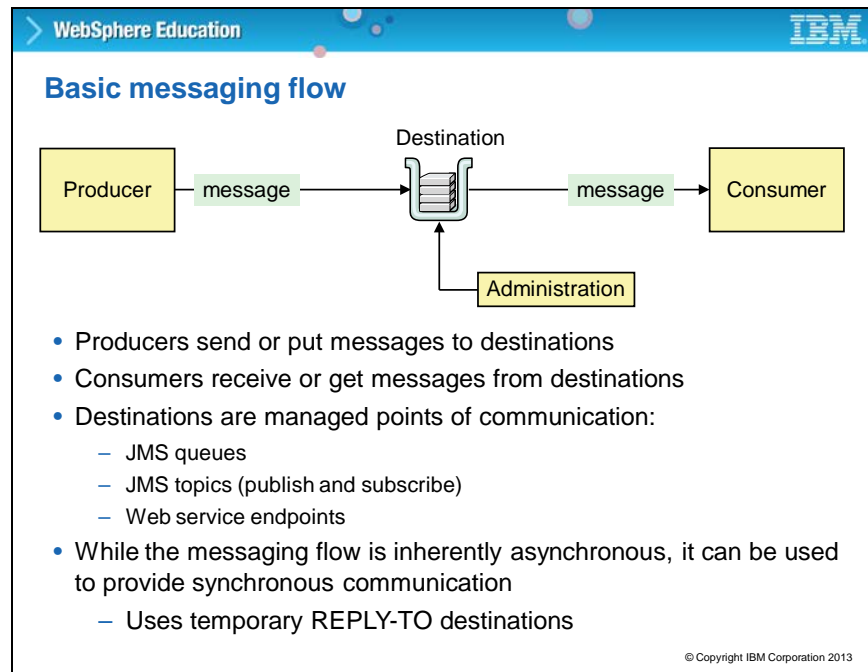 WebSphere Education
IBM
Basic messaging flow
Destination
Producer
message
message
Consumer
Administration
• Producers send or put messages to destinations
• Consumers receive or get messages from destinations
• Destinations are managed points of communication:
– JMS queues
– JMS topics (publish and subscribe)
– Web service endpoints
• While the messaging flow is inherently asynchronous, it can be used
to provide synchronous communication
– Uses temporary REPLY-TO destinations
© Copyright IBM Corporation 2013